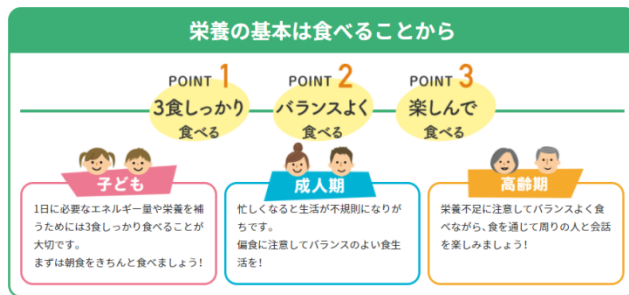 栄養の基本は食べることから
POINT 1
3食しっかり
食べる
POINT 2
バランスよく
食べる
POINT 3
楽しんで
食べる
子ども
1日に必要なエネルギー量や栄養を補
うためには3食しっかり食べることが
大切です。
まずは朝食をきちんと食べましょう!
成人期
忙しくなると生活が不規則になりが
ちです。
偏食に注意してバランスのよい食生
活を!
高齢期
栄養不足に注意してバランスよく食
べながら、食を通じて周りの人と会話
を楽しみましょう!